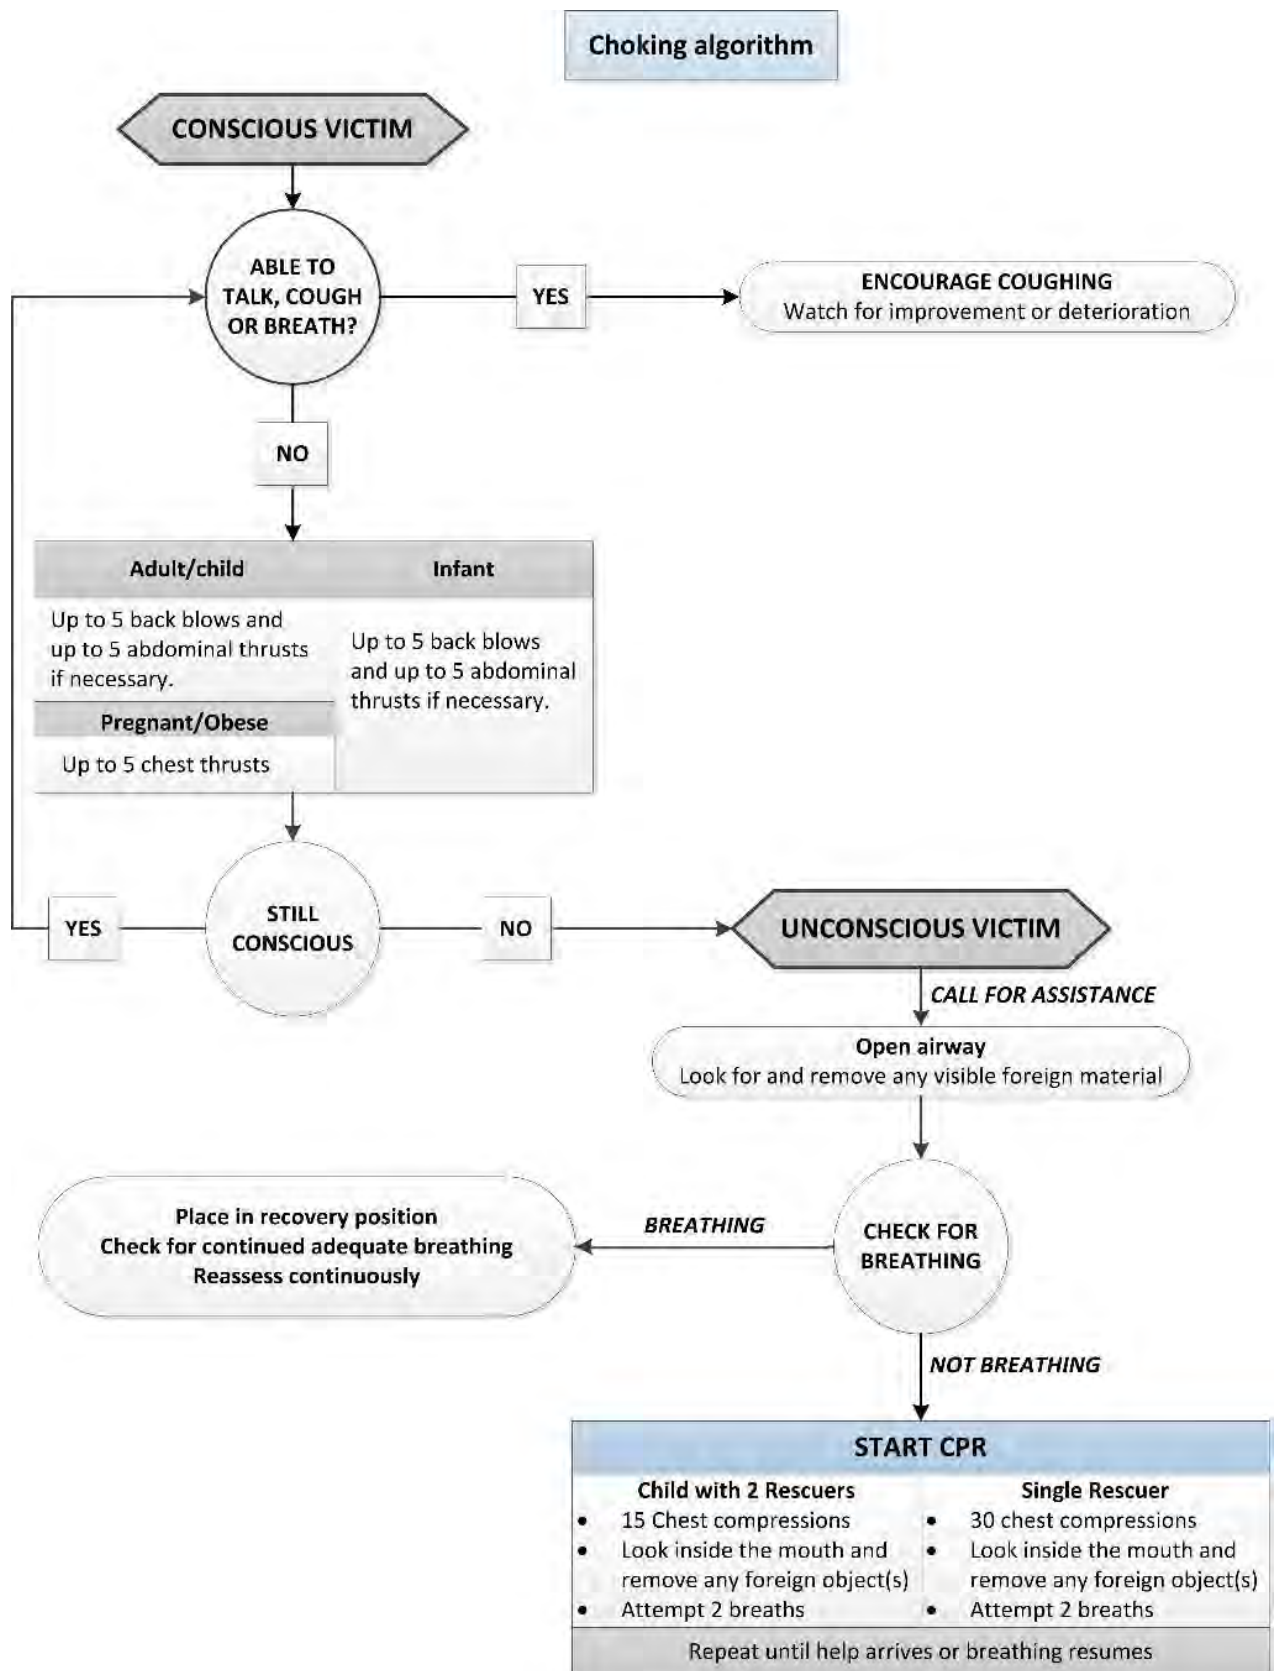 Choking algorithm
CONSCIOUS VICTIM
ABLE TO
TALK, COUGH
OR BREATH?
YES
ENCOURAGE COUGHING
Watch for improvement or deterioration
NO
Adult/child
Up to 5 back blows and
up to 5 abdominal thrusts
if necessary.
Pregnant/Obese
Up to 5 chest thrusts
Infant
Up to 5 back blows
and up to 5 abdominal
thrusts if necessary.
STILL
CONSCIOUS
YES
NO
UNCONSCIOUS VICTIM
CALL FOR ASSISTANCE
Open airway
Look for and remove any visible foreign material
CHECK FOR
BREATHING
BREATHING
Place in recovery position
Check for continued adequate breathing
Reassess continuously
NOT BREATHING
START CPR
Child with 2 Rescuers
• 15 Chest compressions
• Look inside the mouth and
remove any foreign object(s)
• Attempt 2 breaths
Single Rescuer
• 30 chest compressions
• Look inside the mouth and
remove any foreign object(s)
• Attempt 2 breaths
Repeat until help arrives or breathing resumes